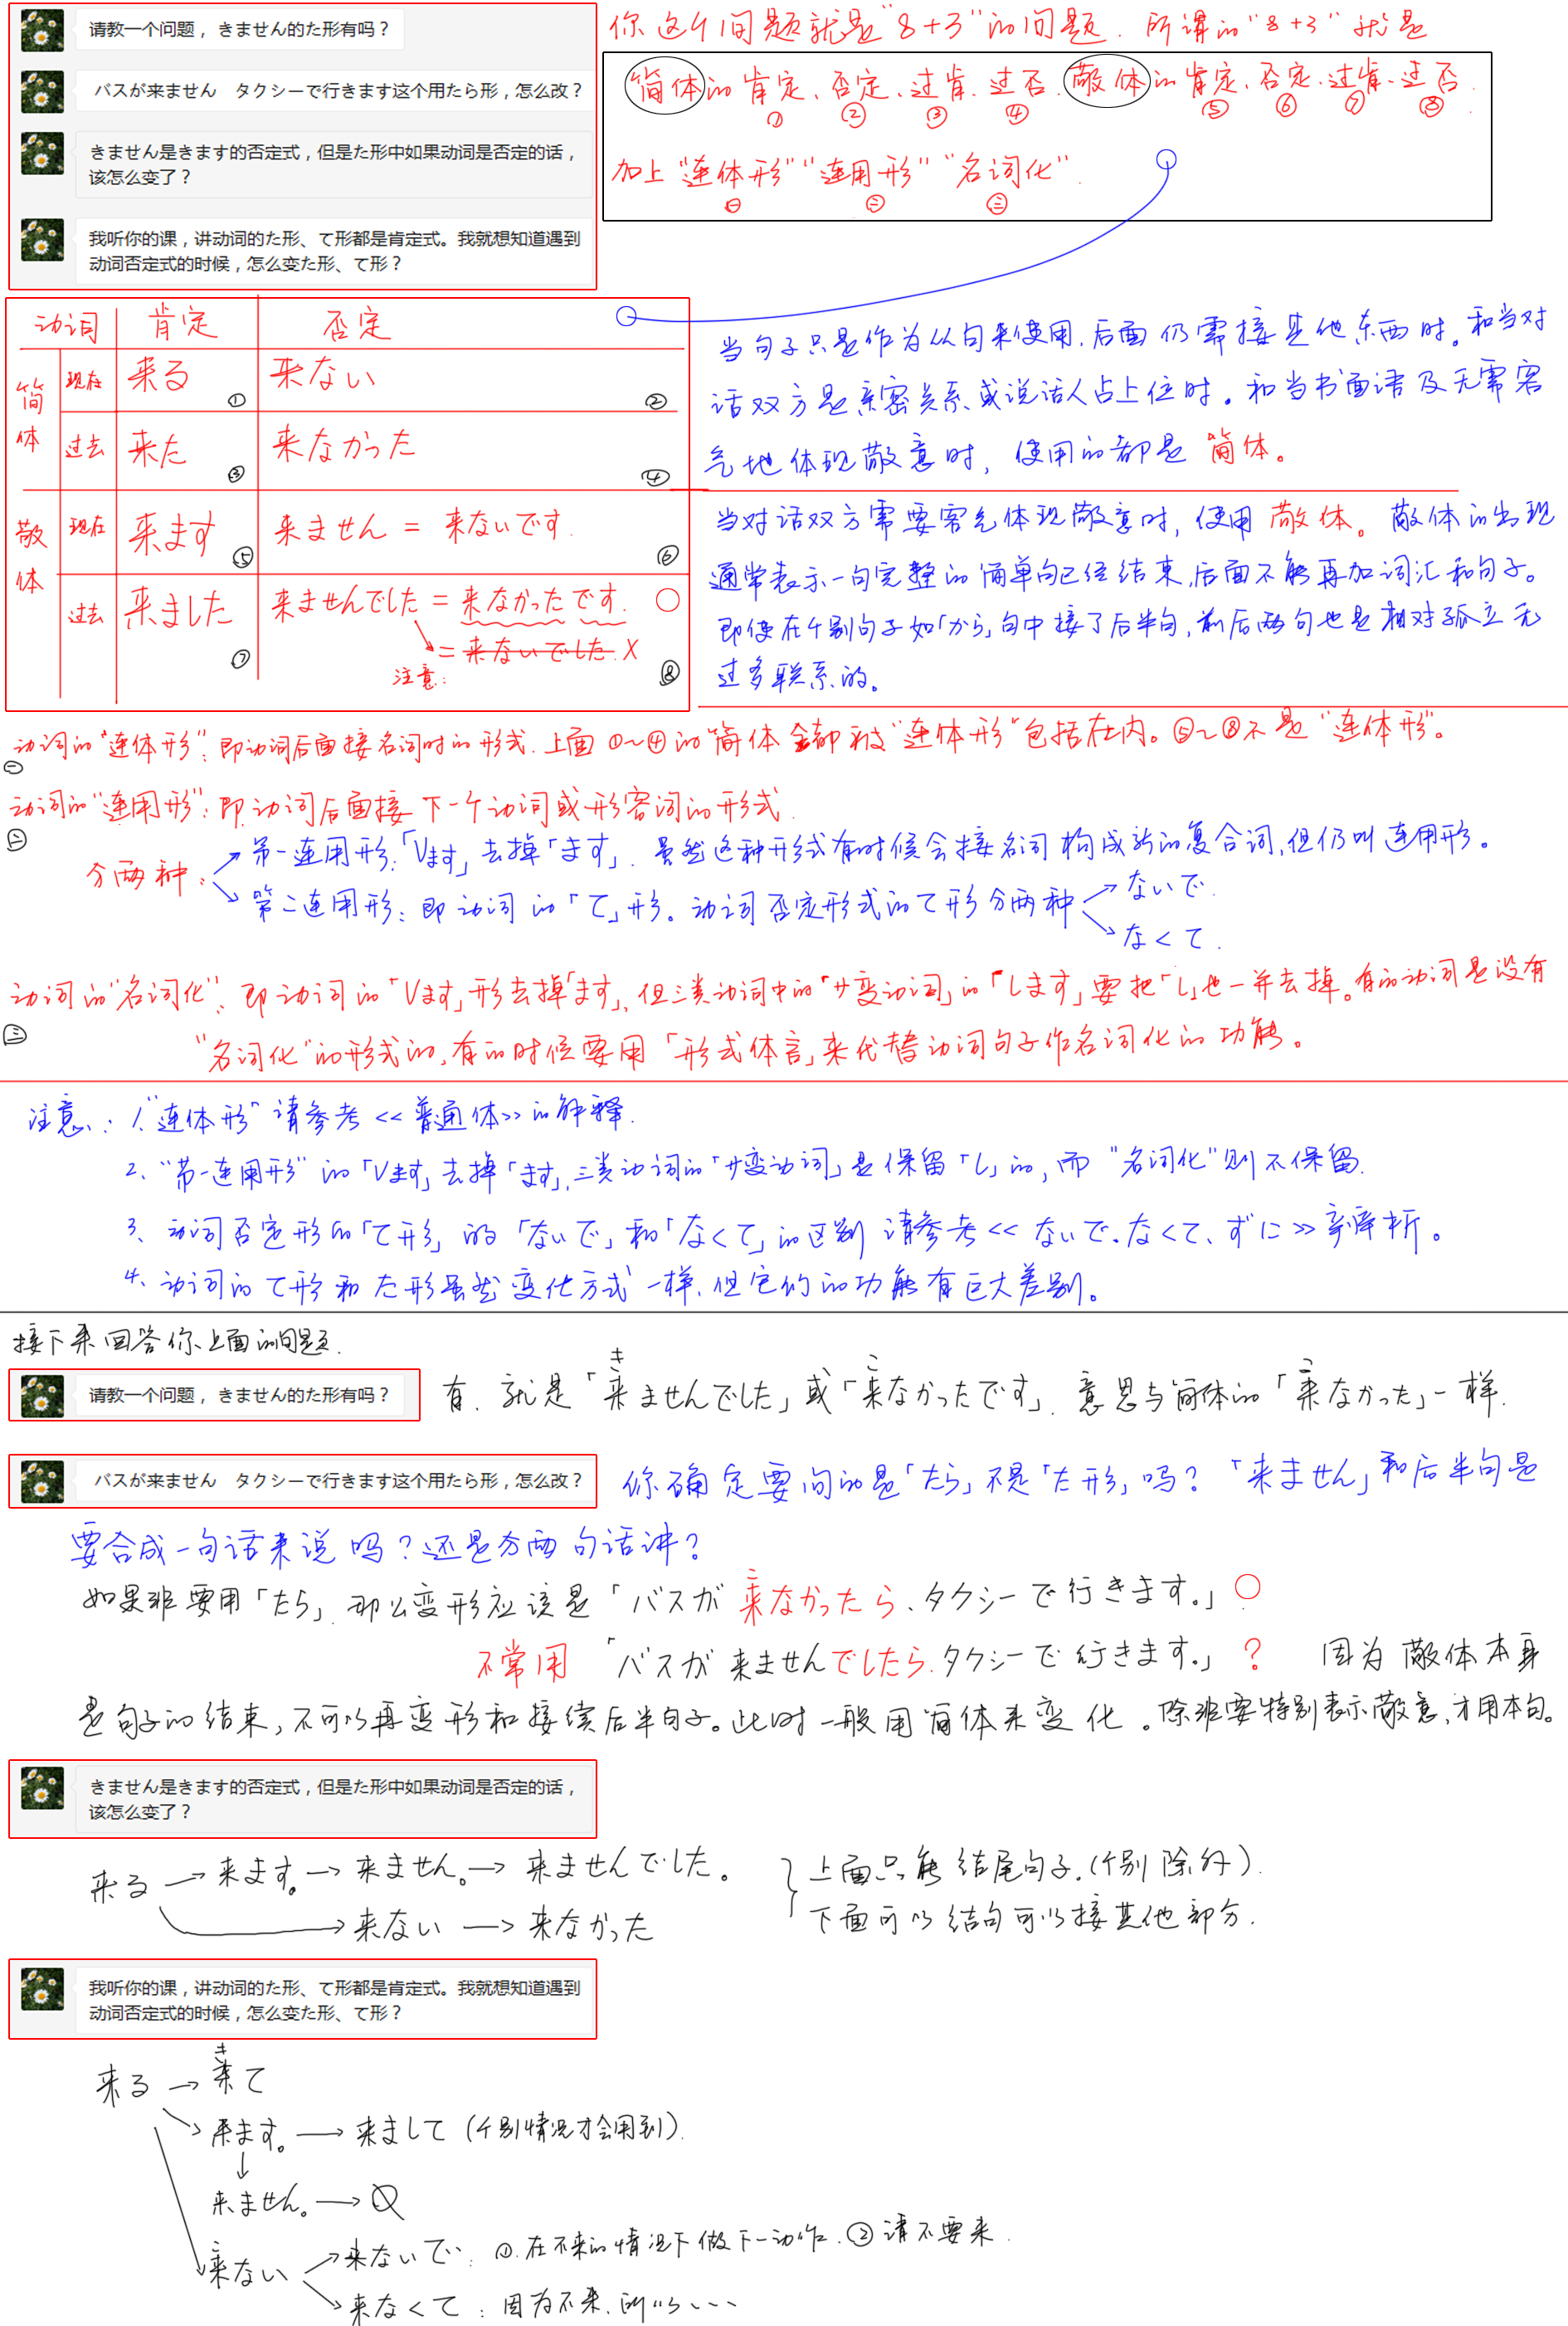 请教一个问题，きません的た形有吗？
バスが来ません　タクシーで行きます这个用たら形，怎么改？
きません是きます的否定式，但是た形中如果动词是否定的话，
该怎么变了？
我听你的课，讲动词的た形、て形都是肯定式。我就想知道遇到
动词否定式的时候，怎么变た形、て形？
你这个问题就是"8+3"的问题. 所谓的"8+3"就是
简体的肯定、否定、过肯、过否. 敬体的肯定、否定、过肯、过否.
① ② ③ ④ ⑤ ⑥ ⑦ ⑧
加上"连体形""连用形""名词化".
㊀ ㊁ ㊂
动词 肯定 否定
简体 现在 来る ① 来ない ②
过去 来た ③ 来なかった ④
敬体 现在 来ます ⑤ 来ません = 来ないです. ⑥
过去 来ました ⑦ 来ませんでした = 来なかったです. ○
= 来ないでした. X
注意: ⑧
当句子只是作为从句来使用,后面仍需接其他东西时。和当对
话双方是亲密关系,或说话人占上位时。和当书面语及无需客
气地体现敬意时, 使用的都是 简体。
当对话双方需要客气体现敬意时, 使用 敬体。敬体的出现
通常表示一句完整的简单句已经结束,后面不能再加词汇和句子。
即使在个别句子如「から」句中接了后半句,前后两句也是相对孤立无
过多联系的。
动词的"连体形": 即动词后面接名词时的形式. 上面①～④的简体全都被"连体形"包括在内。⑤～⑧不是"连体形"。
㊀
动词的"连用形": 即动词后面接下一个动词或形容词的形式
㊁
分两种:
第一连用形:「Vます」去掉「ます」. 虽然这种形式有时候会接名词构成新的复合词,但仍叫连用形。
第二连用形: 即动词的「て」形。动词否定形式的て形分两种
ないで.
なくて.
动词的"名词化": 即动词的「Vます」形去掉「ます」, 但三类动词中的「サ变动词」的「します」要把「し」也一并去掉。有的动词是没有
㊂
"名词化"的形式的,有的时候要用「形式体言」来代替动词句子作名词化的功能。
注意: 1. "连体形"请参考<<普通体>>的解释.
2、"第一连用形"的「Vます」去掉「ます」,三类动词的「サ变动词」是保留「し」的, 而"名词化"则不保留.
3、动词否定形的「て形」的「ないで」和「なくて」的区别 请参考<<ないで、なくて、ずに>>辛解析。
4、动词的て形和た形虽然变化方式一样,但它们的功能有巨大差别。
接下来回答你上面的问题.
请教一个问题，きません的た形有吗？
有. 就是「来(き)ませんでした」或「来(こ)なかったです」. 意思与简体的「来(こ)なかった」一样.
バスが来ません　タクシーで行きます这个用たら形，怎么改？
你确定要问的是「たら」不是「た形」吗？「来ません」和后半句是
要合成一句话来说吗？还是分两句话讲？
如果非要用「たら」. 那么变形应该是「バスが来(こ)なかったら、タクシーで行きます。」○
不常用 「バスが来ませんでしたら、タクシーで行きます。」？ 因为敬体本身
是句子的结束, 不可以再变形和接续后半句子。此时一般用简体来变化。除非要特别表示敬意,才用本句。
きません是きます的否定式，但是た形中如果动词是否定的话，
该怎么变了？
来る → 来ます。→ 来ません。→ 来ませんでした。
→ 来ない → 来なかった
上面只能结尾句子.(个别除外).
下面可以结句可以接其他部分.
我听你的课，讲动词的た形、て形都是肯定式。我就想知道遇到
动词否定式的时候，怎么变た形、て形？
来る → 来(き)て
来ます。→ 来まして (个别情况才会用到).
↓
来ません。→
来(こ)ない
来ないで: ①.在不来的情况下做下一动作. ②请不要来.
来なくて: 因为不来, 所以...